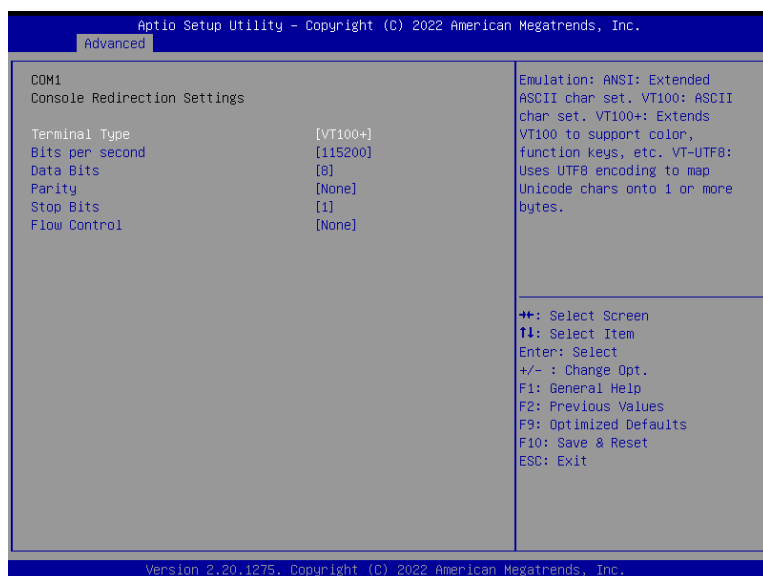 Aptio Setup Utility – Copyright (C) 2022 American Megatrends, Inc.
Advanced
COM1
Console Redirection Settings
Terminal Type [VT100+]
Bits per second [115200]
Data Bits [8]
Parity [None]
Stop Bits [1]
Flow Control [None]
Emulation: ANSI: Extended
ASCII char set. VT100: ASCII
char set. VT100+: Extends
VT100 to support color,
function keys, etc. VT-UTF8:
Uses UTF8 encoding to map
Unicode chars onto 1 or more
bytes.
→←: Select Screen
↑↓: Select Item
Enter: Select
+/- : Change Opt.
F1: General Help
F2: Previous Values
F9: Optimized Defaults
F10: Save & Reset
ESC: Exit
Version 2.20.1275. Copyright (C) 2022 American Megatrends, Inc.